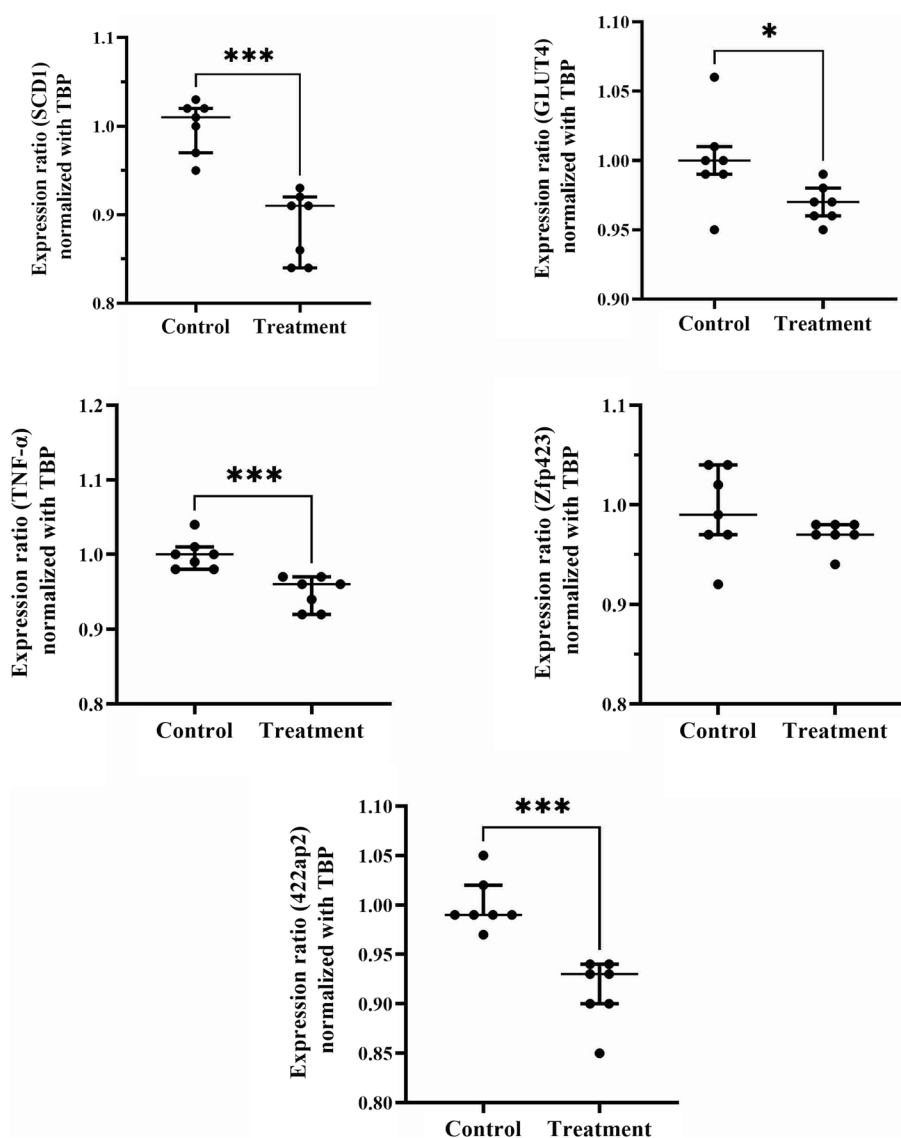 Expression ratio (SCD1)
normalized with TBP
1.1
1.0
0.9
0.8
***
Control Treatment
Expression ratio (GLUT4)
normalized with TBP
1.10
1.05
1.00
0.95
0.90
*
Control Treatment
Expression ratio (TNF-α)
normalized with TBP
1.2
1.1
1.0
0.9
0.8
***
Control Treatment
Expression ratio (Zfp423)
normalized with TBP
1.1
1.0
0.9
0.8
Control Treatment
Expression ratio (422ap2)
normalized with TBP
1.10
1.05
1.00
0.95
0.90
0.85
0.80
***
Control Treatment